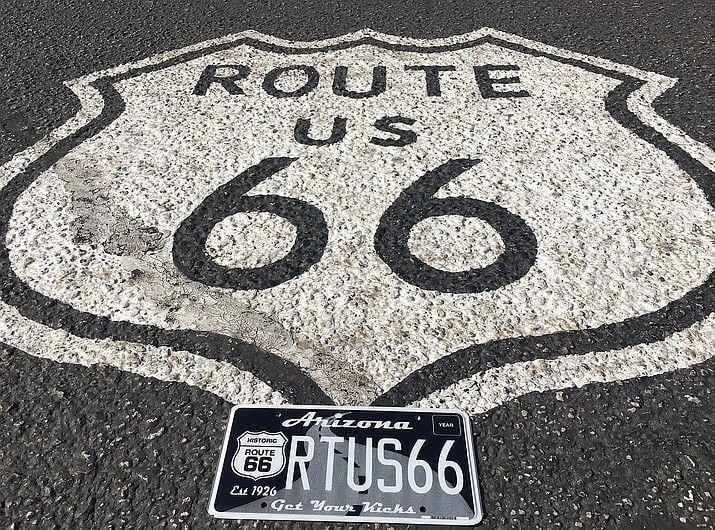 ROUTE
US
66
Arizona
YEAR
HISTORIC
ROUTE
66
RTUS66
Est 1926
Get Your Kicks